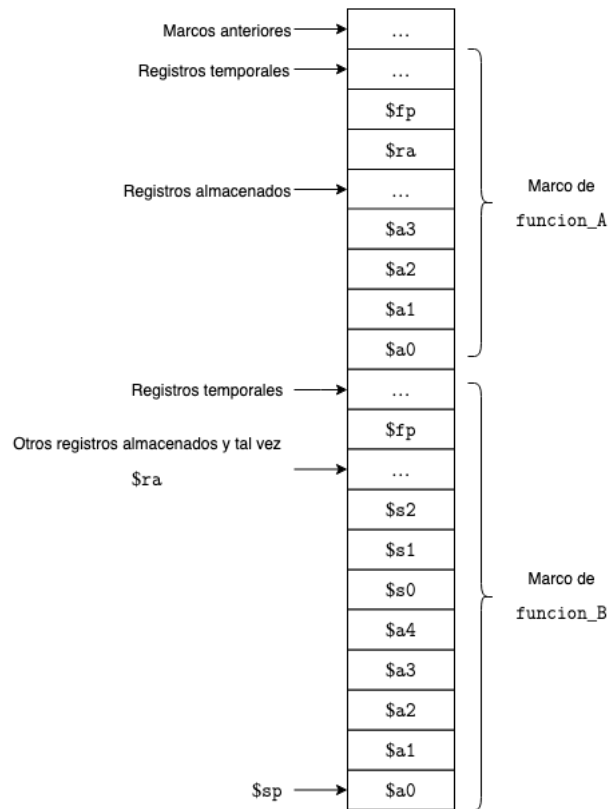 Marcos anteriores
...
Registros temporales
...
$fp
$ra
Registros almacenados
...
$a3
$a2
$a1
$a0
Marco de
funcion_A
Registros temporales
...
$fp
Otros registros almacenados y tal vez
$ra
...
$s2
$s1
$s0
$a4
$a3
$a2
$a1
$sp
$a0
Marco de
funcion_B